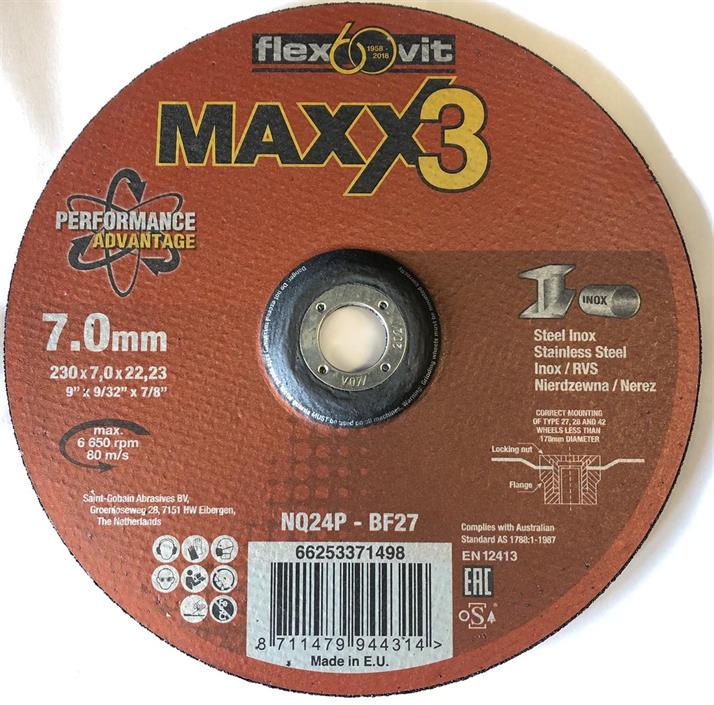 flex60vit
1958 -
2018
MAXX3
PERFORMANCE
ADVANTAGE
7.0mm
230 x 7,0 x 22,23
9" x 9/32" x 7/8"
max.
6 650 rpm
80 m/s
Saint-Gobain Abrasives BV,
Groenloseweg 28, 7151 HW Eibergen,
The Netherlands
INOX
Steel Inox
Stainless Steel
Inox / RVS
Nierdzewna / Nerez
CORRECT MOUNTING
OF TYPE 27, 28 AND 42
WHEELS LESS THAN
178mm DIAMETER
Locking nut
Flange
NQ24P - BF27
66253371498
8 711479 944314 >
Made in E.U.
Complies with Australian
Standard AS 1788:1-1987
EN 12413
EAC
oSA